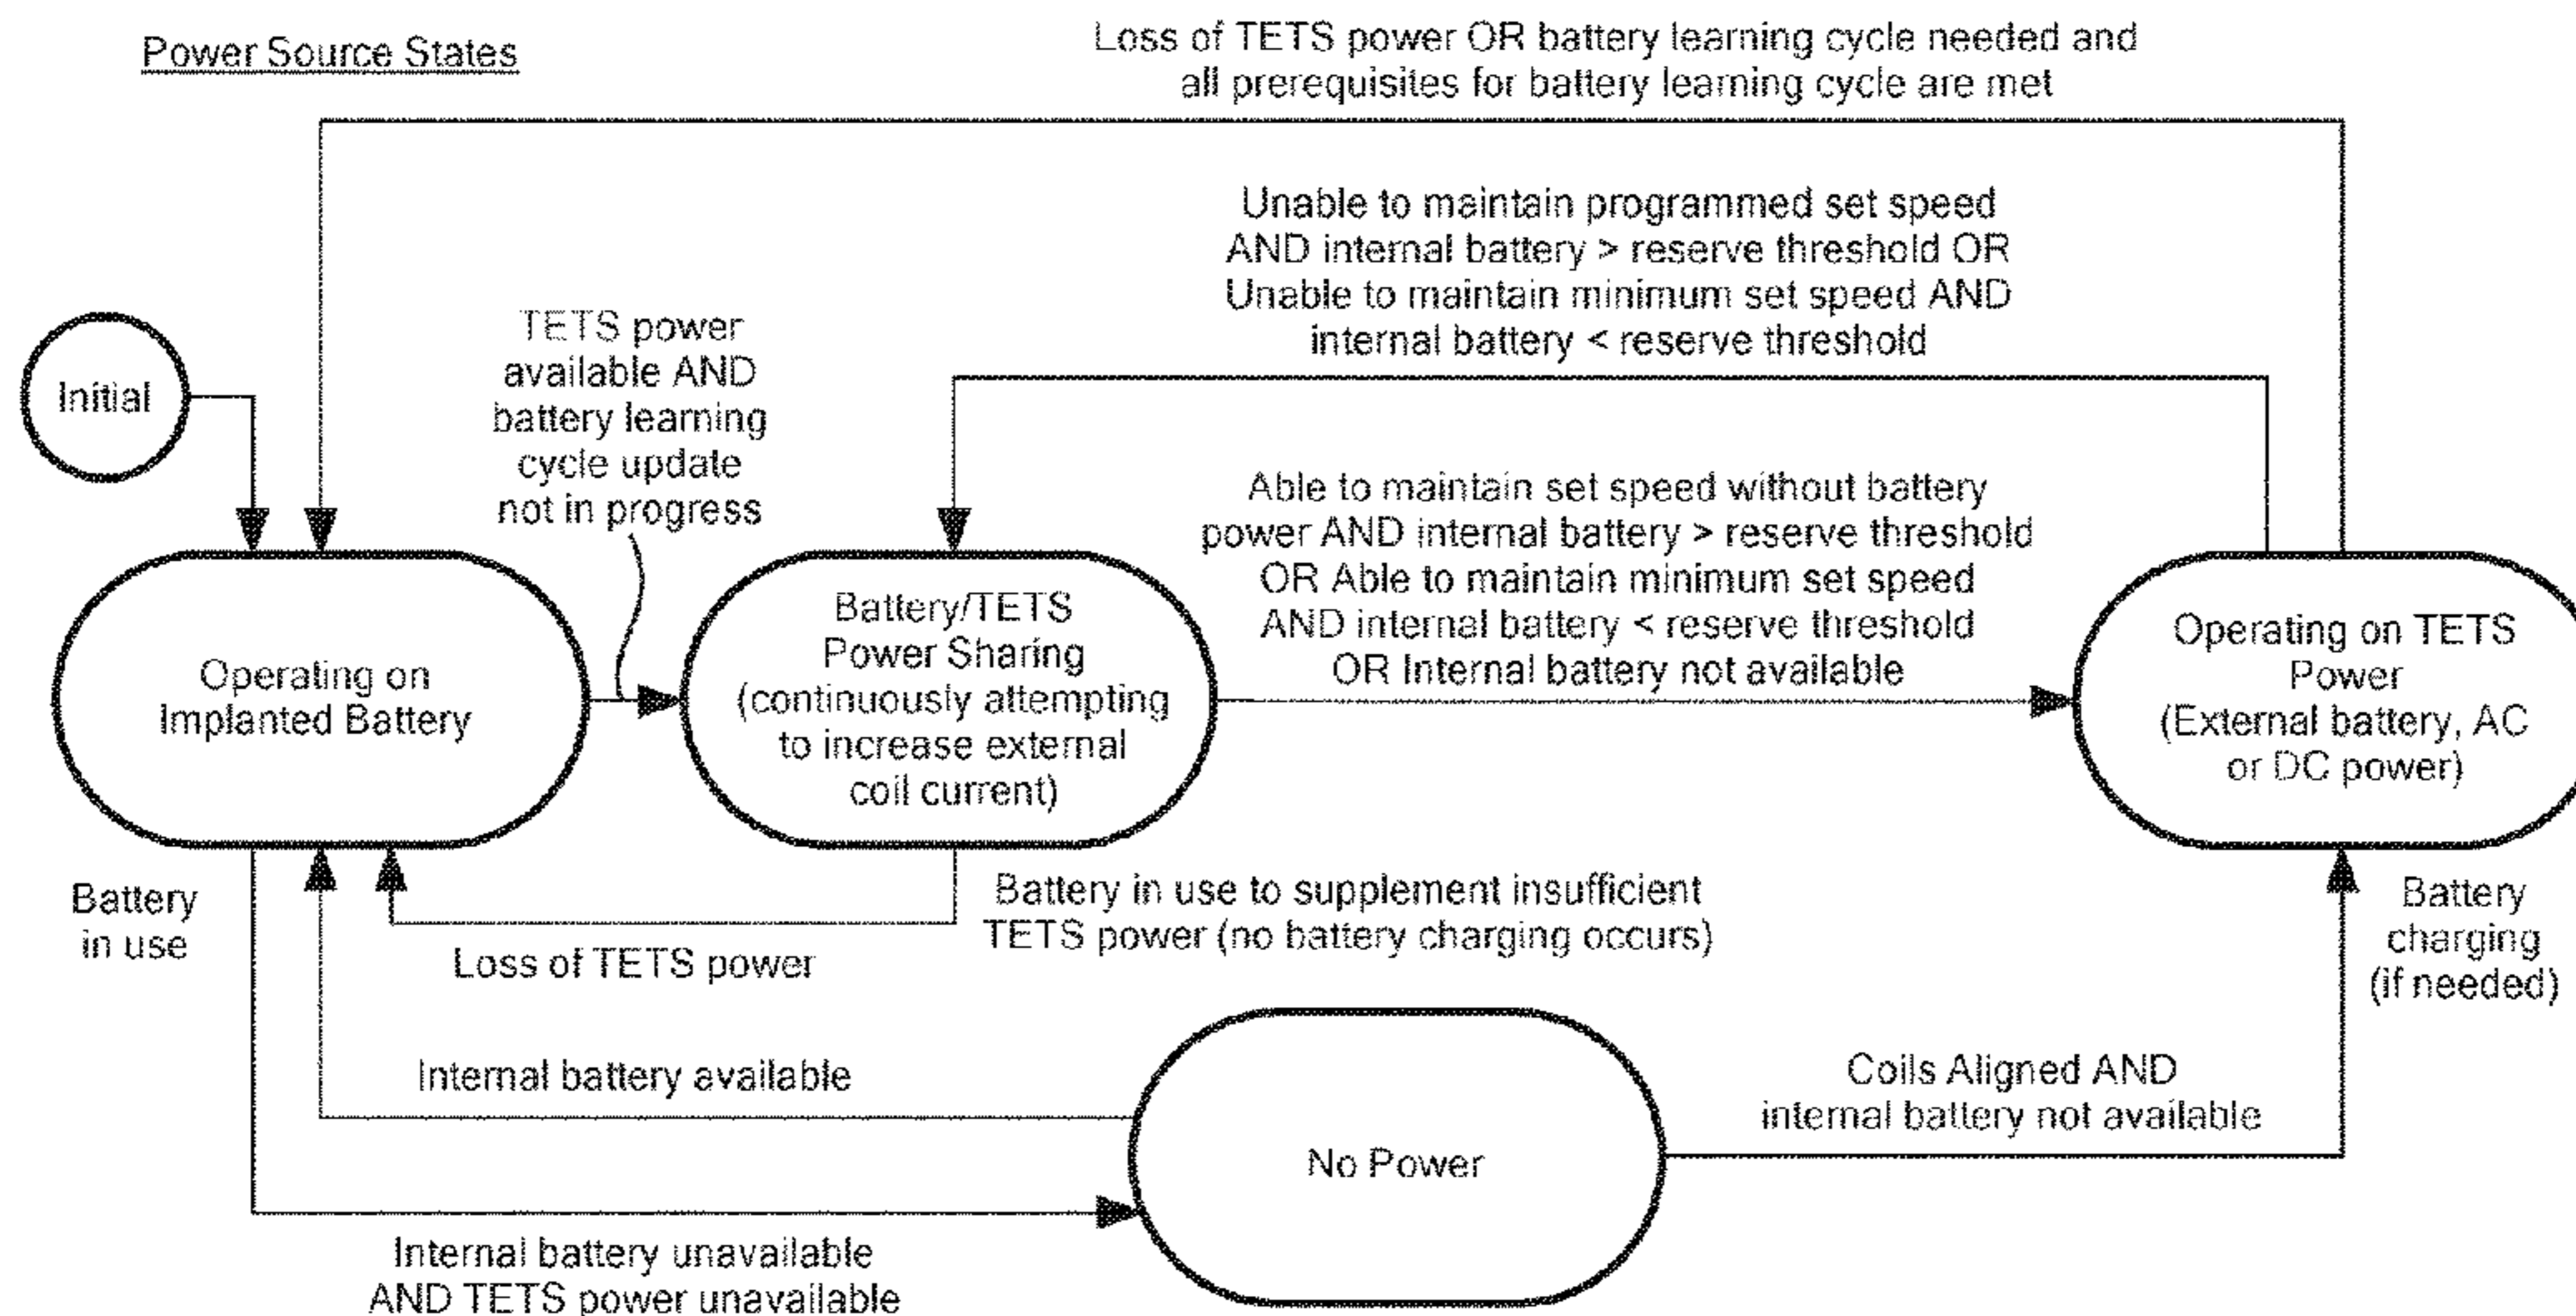 Power Source States
Loss of TETS power OR battery learning cycle needed and
all prerequisites for battery learning cycle are met
Unable to maintain programmed set speed
AND internal battery > reserve threshold OR
Unable to maintain minimum set speed AND
internal battery < reserve threshold
Initial
TETS power
available AND
battery learning
cycle update
not in progress
Able to maintain set speed without battery
power AND internal battery > reserve threshold
OR Able to maintain minimum set speed
AND internal battery < reserve threshold
OR Internal battery not available
Operating on
Implanted Battery
Battery/TETS
Power Sharing
(continuously attempting
to increase external
coil current)
Operating on TETS
Power
(External battery, AC
or DC power)
Battery
in use
Loss of TETS power
Battery in use to supplement insufficient
TETS power (no battery charging occurs)
Battery
charging
(if needed)
Internal battery available
Coils Aligned AND
internal battery not available
No Power
Internal battery unavailable
AND TETS power unavailable